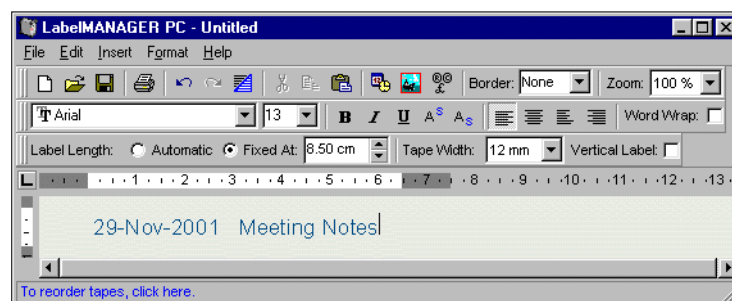 LabelMANAGER PC - Untitled
File Edit Insert Format Help
Border: None Zoom: 100 %
Arial 13 B I U A S A S Word Wrap:
Label Length: Automatic Fixed At: 8.50 cm Tape Width: 12 mm Vertical Label:
L 1 2 3 4 5 6 7 8 9 10 11 12 13
29-Nov-2001 Meeting Notes
To reorder tapes, click here.